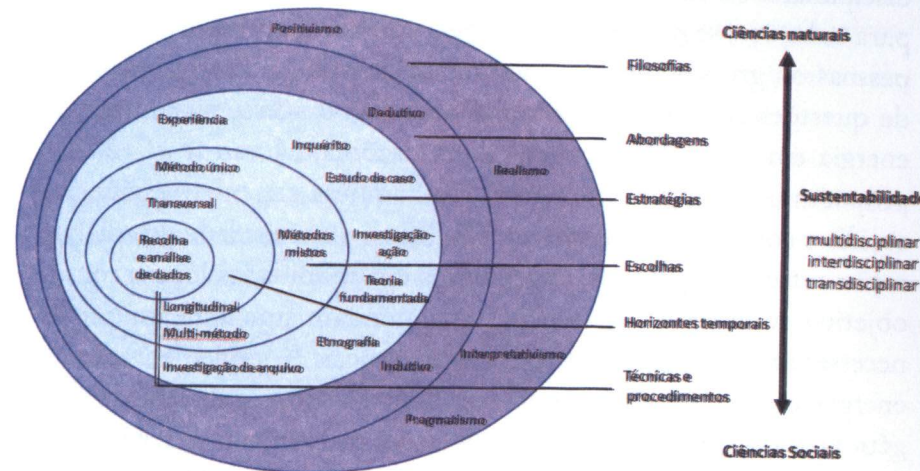 Positivismo
Ciências naturais
Filosofias
Dedutivo
Experiência
Abordagens
Inquérito
Método único
Estudo de caso
Realismo
Transversal
Estratégias
Sustentabilidade
Recolha
e análise
de dados
Métodos
mistos
Investigação-
ação
multidisciplinar
interdisciplinar
transdisciplinar
Escolhas
Teoria
fundamentada
Longitudinal
Horizontes temporais
Multi-método
Etnografia
Interpretativismo
Investigação de arquivo
Indutivo
Técnicas e
procedimentos
Pragmatismo
Ciências Sociais